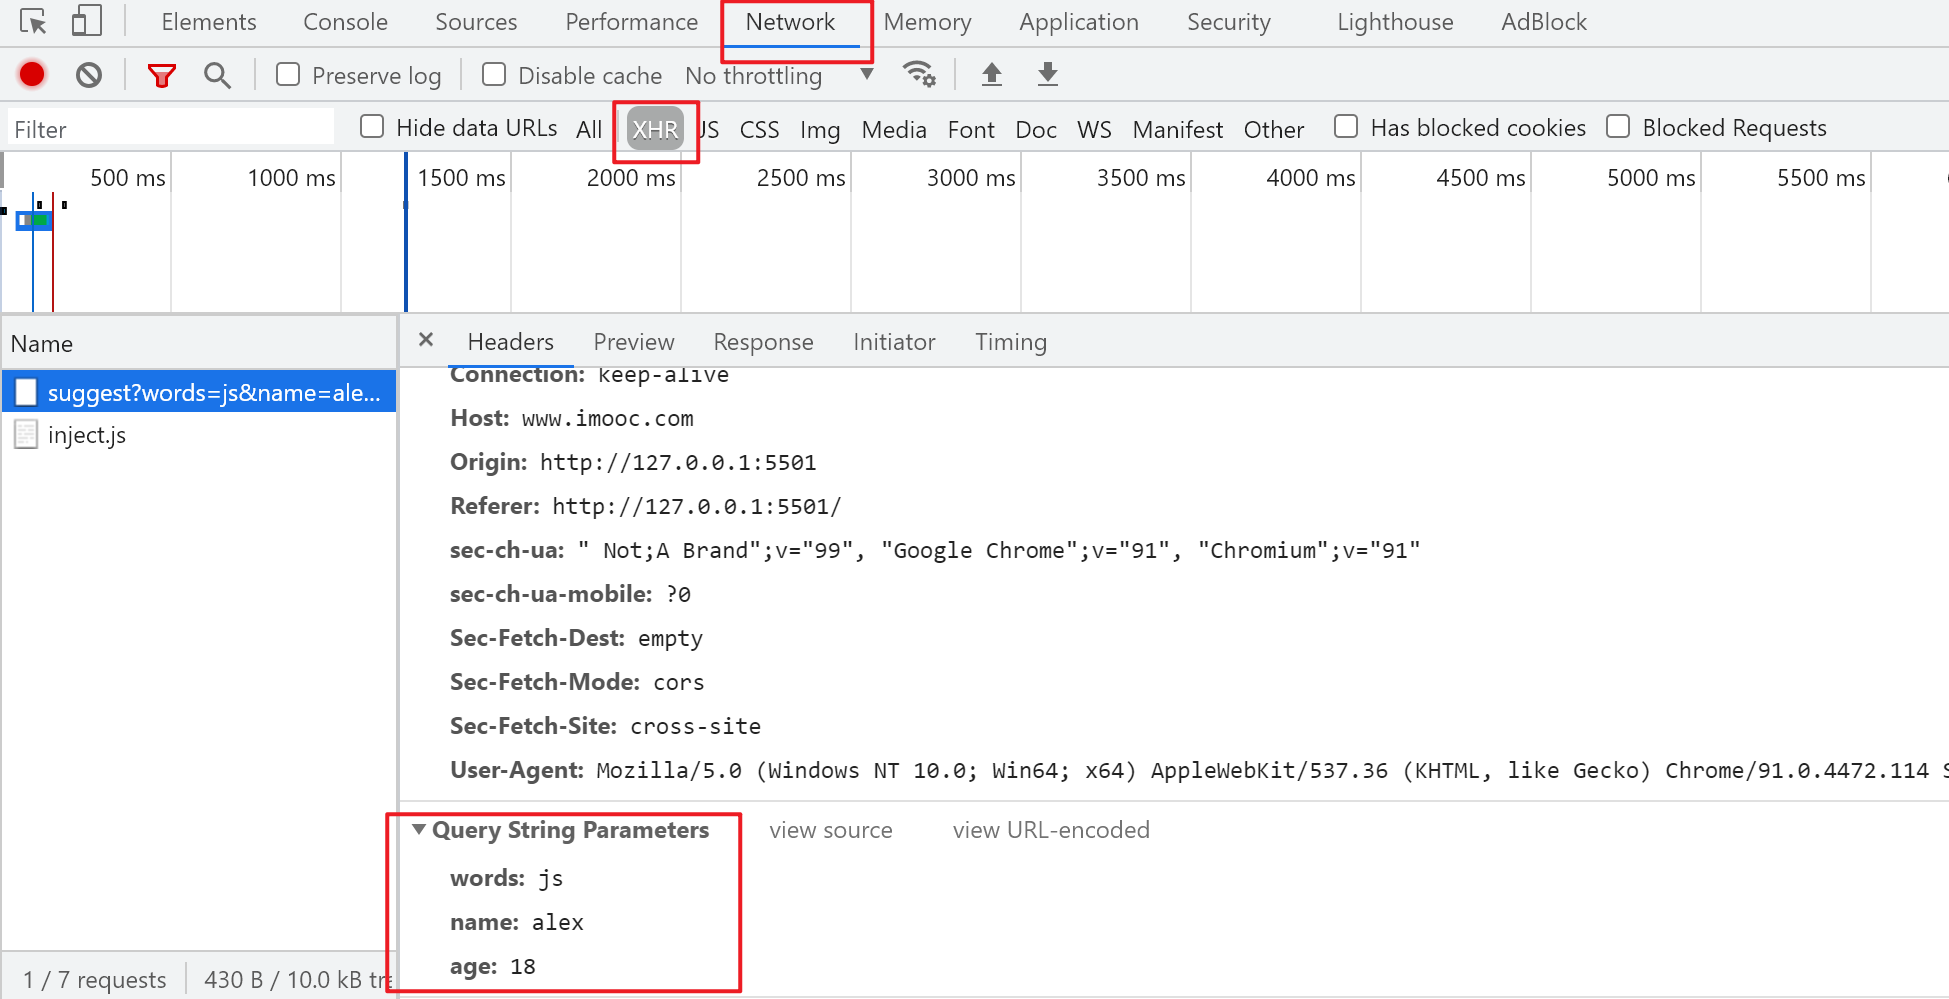 Elements Console Sources Performance Network Memory Application Security Lighthouse AdBlock
Preserve log Disable cache No throttling
Filter Hide data URLs All XHR JS CSS Img Media Font Doc WS Manifest Other Has blocked cookies Blocked Requests
500 ms 1000 ms 1500 ms 2000 ms 2500 ms 3000 ms 3500 ms 4000 ms 4500 ms 5000 ms 5500 ms
Name
suggest?words=js&name=ale...
inject.js
1 / 7 requests 430 B / 10.0 kB
× Headers Preview Response Initiator Timing
Connection: keep-alive
Host: www.imooc.com
Origin: http://127.0.0.1:5501
Referer: http://127.0.0.1:5501/
sec-ch-ua: " Not;A Brand";v="99", "Google Chrome";v="91", "Chromium";v="91"
sec-ch-ua-mobile: ?0
Sec-Fetch-Dest: empty
Sec-Fetch-Mode: cors
Sec-Fetch-Site: cross-site
User-Agent: Mozilla/5.0 (Windows NT 10.0; Win64; x64) AppleWebKit/537.36 (KHTML, like Gecko) Chrome/91.0.4472.114
Query String Parameters view source view URL-encoded
words: js
name: alex
age: 18